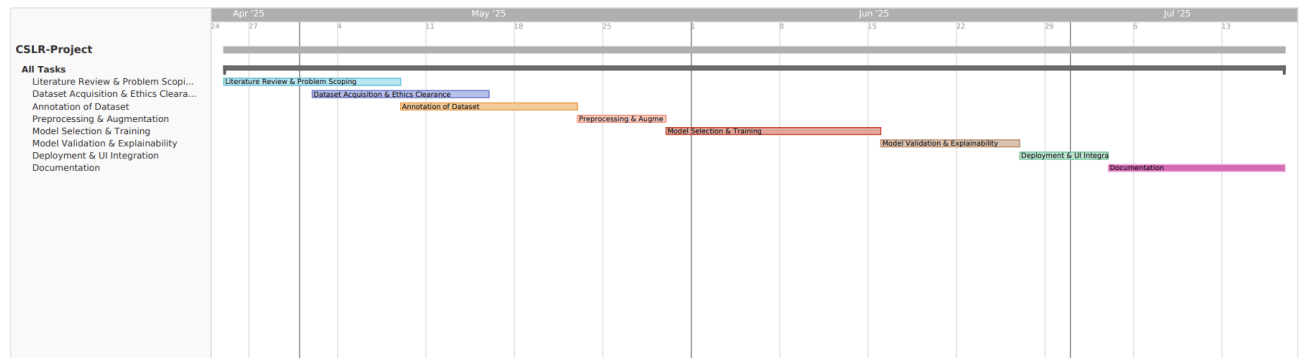 Apr '25 May '25 Jun '25 Jul '25
24 27 4 11 18 25 1 8 15 22 29 6 13
CSLR-Project
All Tasks
Literature Review & Problem Scopi... Literature Review & Problem Scoping
Dataset Acquisition & Ethics Cleara... Dataset Acquisition & Ethics Clearance
Annotation of Dataset Annotation of Dataset
Preprocessing & Augmentation Preprocessing & Augme
Model Selection & Training Model Selection & Training
Model Validation & Explainability Model Validation & Explainability
Deployment & UI Integration Deployment & UI Integra
Documentation Documentation